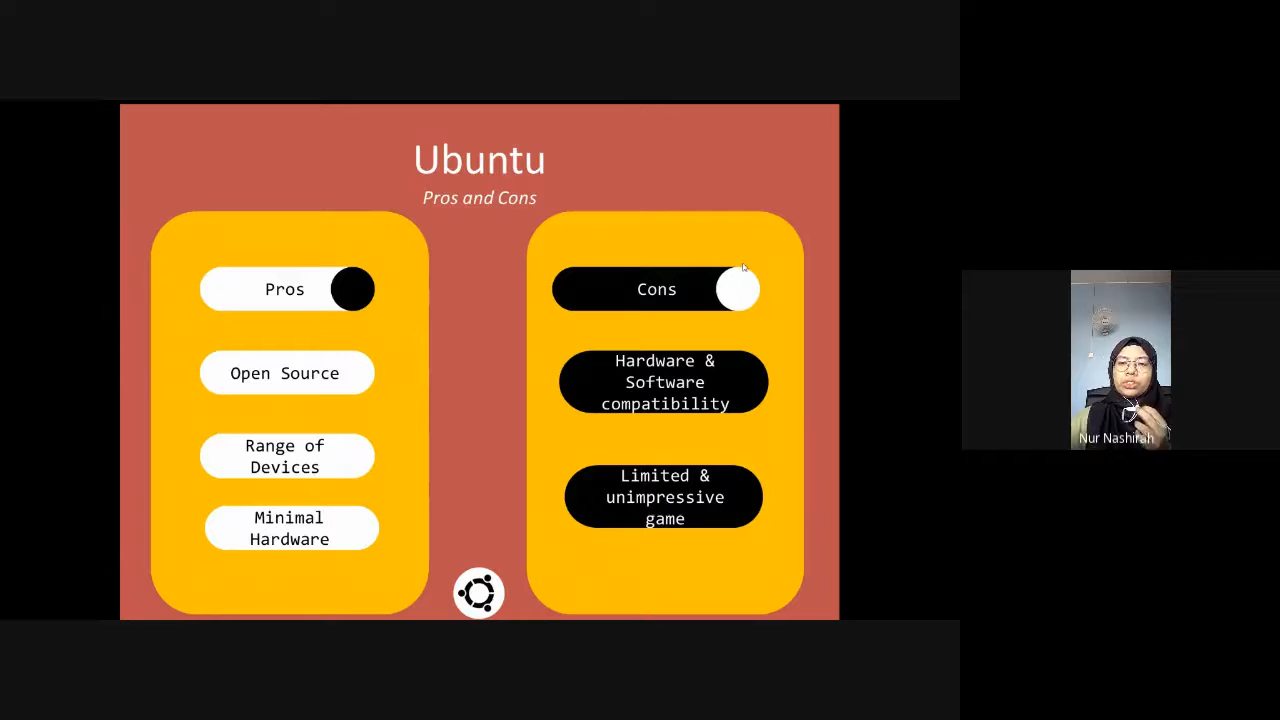 Ubuntu
Pros and Cons
Pros
Open Source
Range of
Devices
Minimal
Hardware
Cons
Hardware &
Software
compatibility
Limited &
unimpressive
game
Nur Nashirah